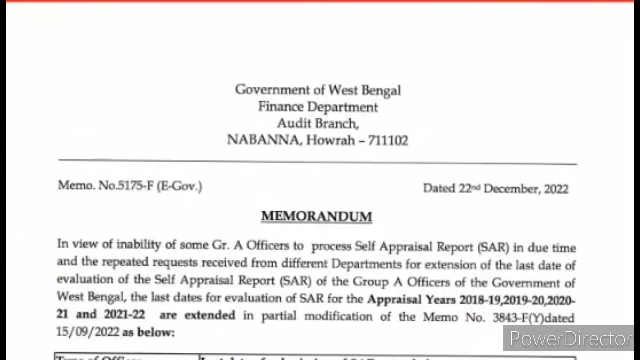 Government of West Bengal
Finance Department
Audit Branch,
NABANNA, Howrah – 711102
Memo. No.5175-F (E-Gov.)
Dated 22nd December, 2022
MEMORANDUM
In view of inability of some Gr. A Officers to process Self Appraisal Report (SAR) in due time
and the repeated requests received from different Departments for extension of the last date of
evaluation of the Self Appraisal Report (SAR) of the Group A Officers of the Government of
West Bengal, the last dates for evaluation of SAR for the Appraisal Years 2018-19,2019-20,2020-
21 and 2021-22 are extended in partial modification of the Memo No. 3843-F(Y)dated
15/09/2022 as below:
PowerDirector